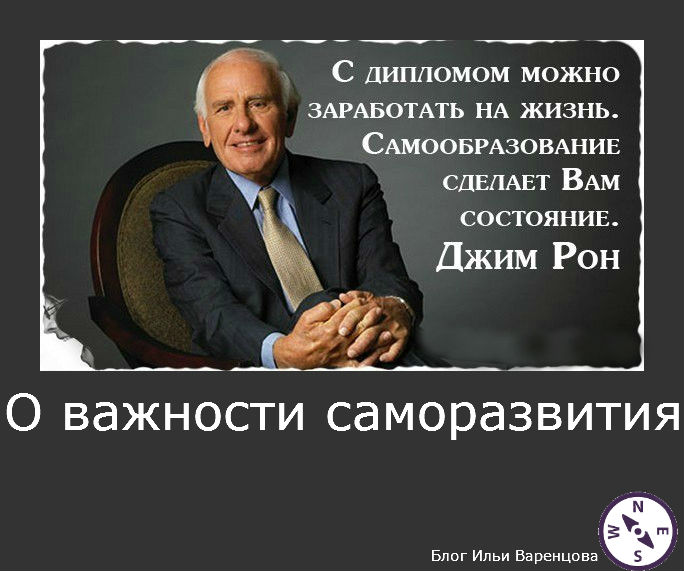 С дипломом можно
заработать на жизнь.
Самообразование
сделает Вам
состояние.
Джим Рон
О важности саморазвития
Блог Ильи Варенцова
N
W E
S